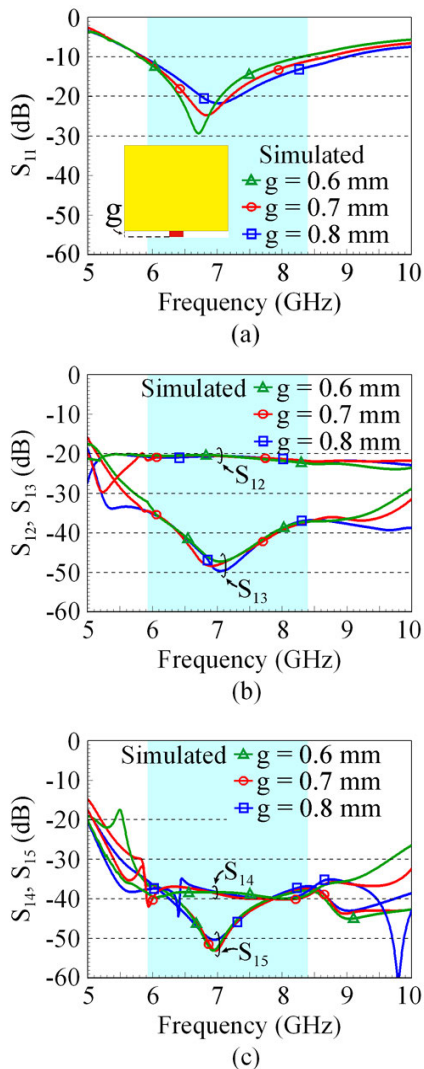 0
-10
-20
-30
-40
-50
-60
S11 (dB)
g
Simulated
g = 0.6 mm
g = 0.7 mm
g = 0.8 mm
5 6 7 8 9 10
Frequency (GHz)
(a)
0
-10
-20
-30
-40
-50
-60
S12, S13 (dB)
Simulated
g = 0.6 mm
g = 0.7 mm
g = 0.8 mm
S12
S13
5 6 7 8 9 10
Frequency (GHz)
(b)
0
-10
-20
-30
-40
-50
-60
S14, S15 (dB)
Simulated
g = 0.6 mm
g = 0.7 mm
g = 0.8 mm
S14
S15
5 6 7 8 9 10
Frequency (GHz)
(c)